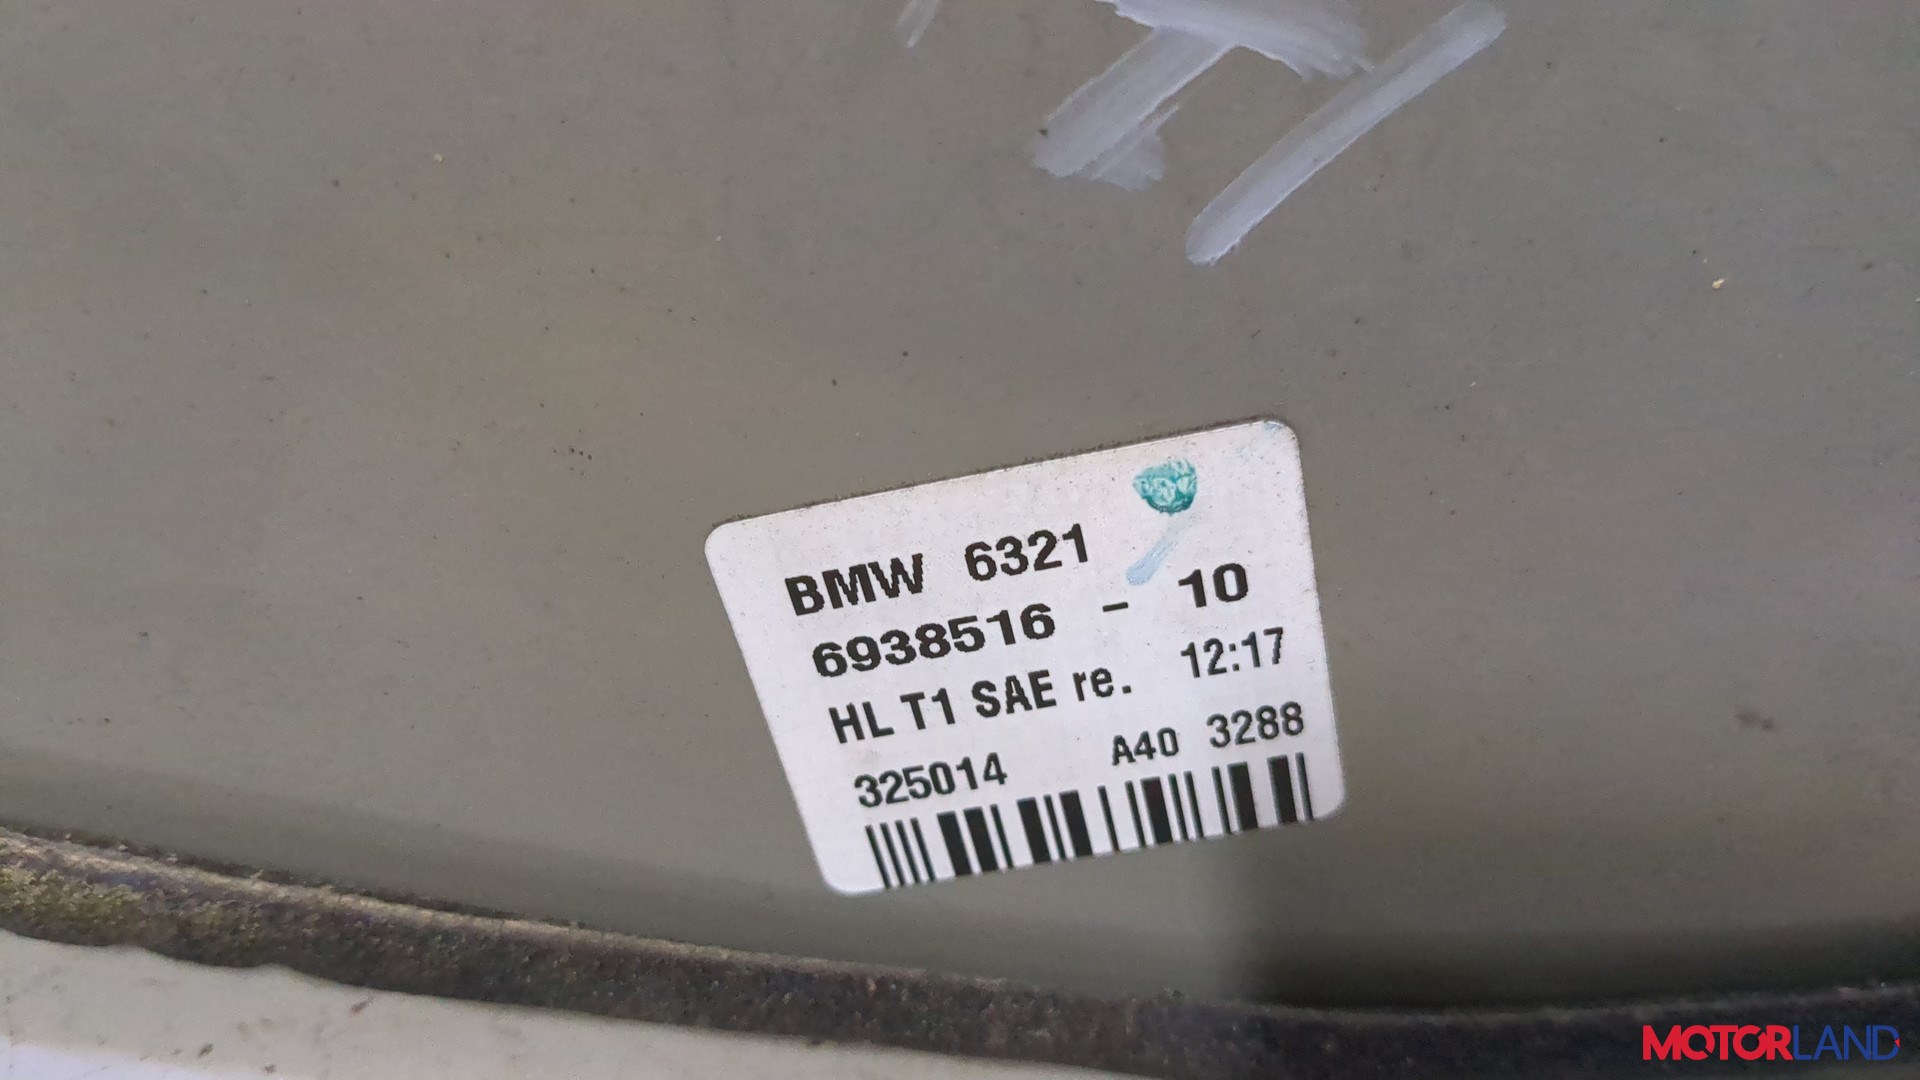 BMW 6321
6938516 - 10
HL T1 SAE re. 12:17
325014 A40 3288
MOTORLAND